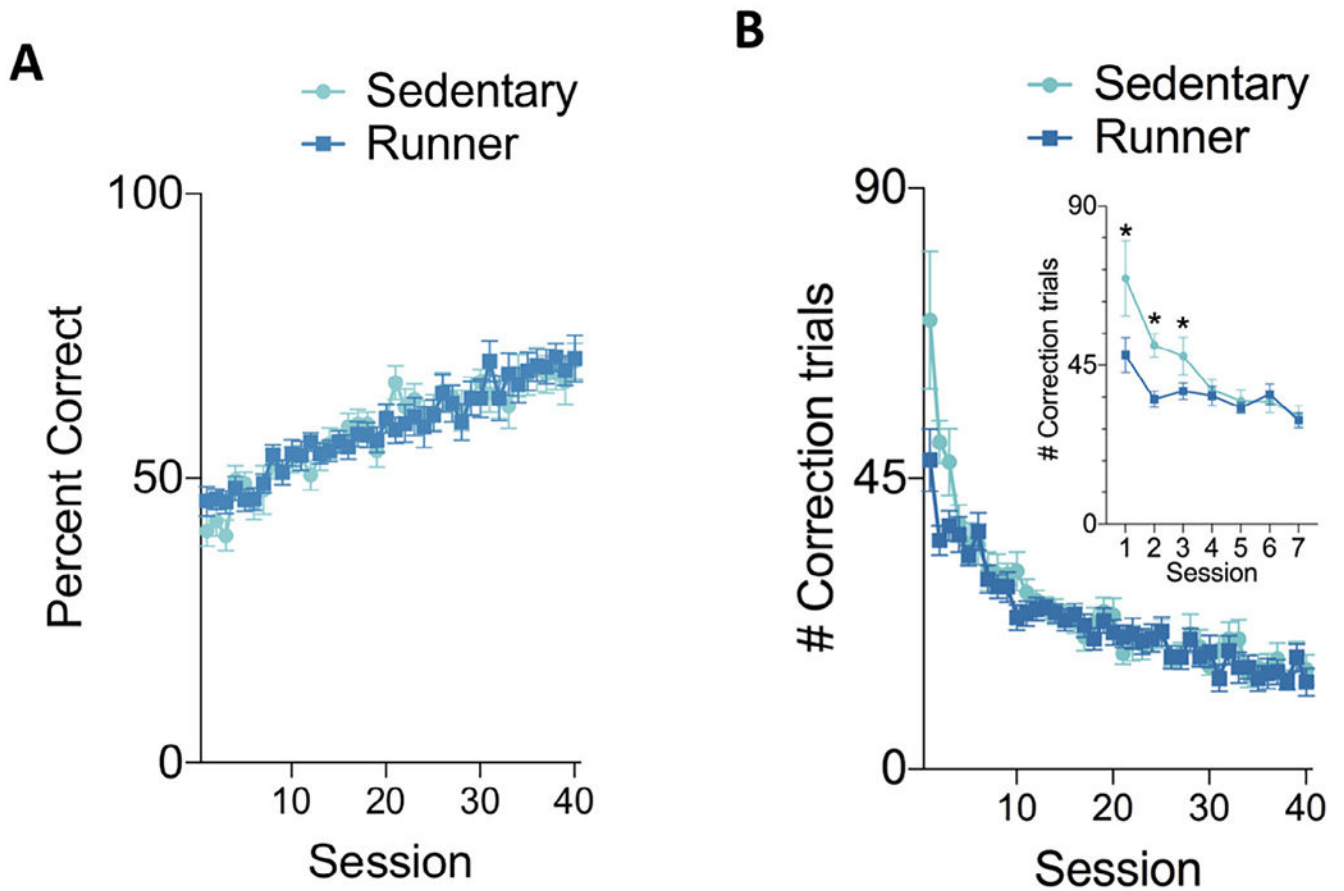 A
Sedentary
Runner
100
50
0
Percent Correct
10 20 30 40
Session
B
Sedentary
Runner
90
45
0
# Correction trials
10 20 30 40
Session
90
45
0
# Correction trials
*
* *
1 2 3 4 5 6 7
Session